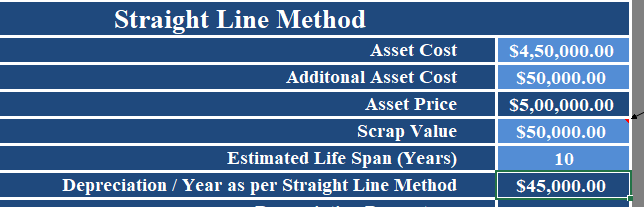 Straight Line Method
Asset Cost $4,50,000.00
Additonal Asset Cost $50,000.00
Asset Price $5,00,000.00
Scrap Value $50,000.00
Estimated Life Span (Years) 10
Depreciation / Year as per Straight Line Method $45,000.00